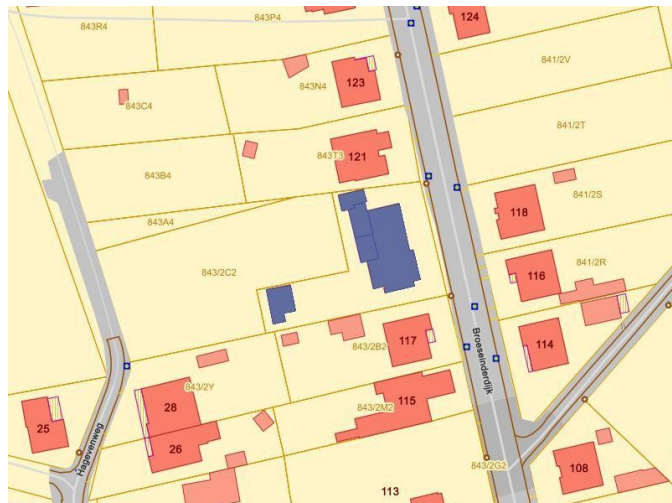 843R4
843P4
124
841/2V
843C4
843N4
123
841/2T
843B4
843T3
121
118
841/2S
843A4
841/2R
116
843/2C2
843/2B2
117
Broeseinderdijk
114
843/2Y
28
115
843/2M2
25
26
Hagevenweg
843/2G2
108
113